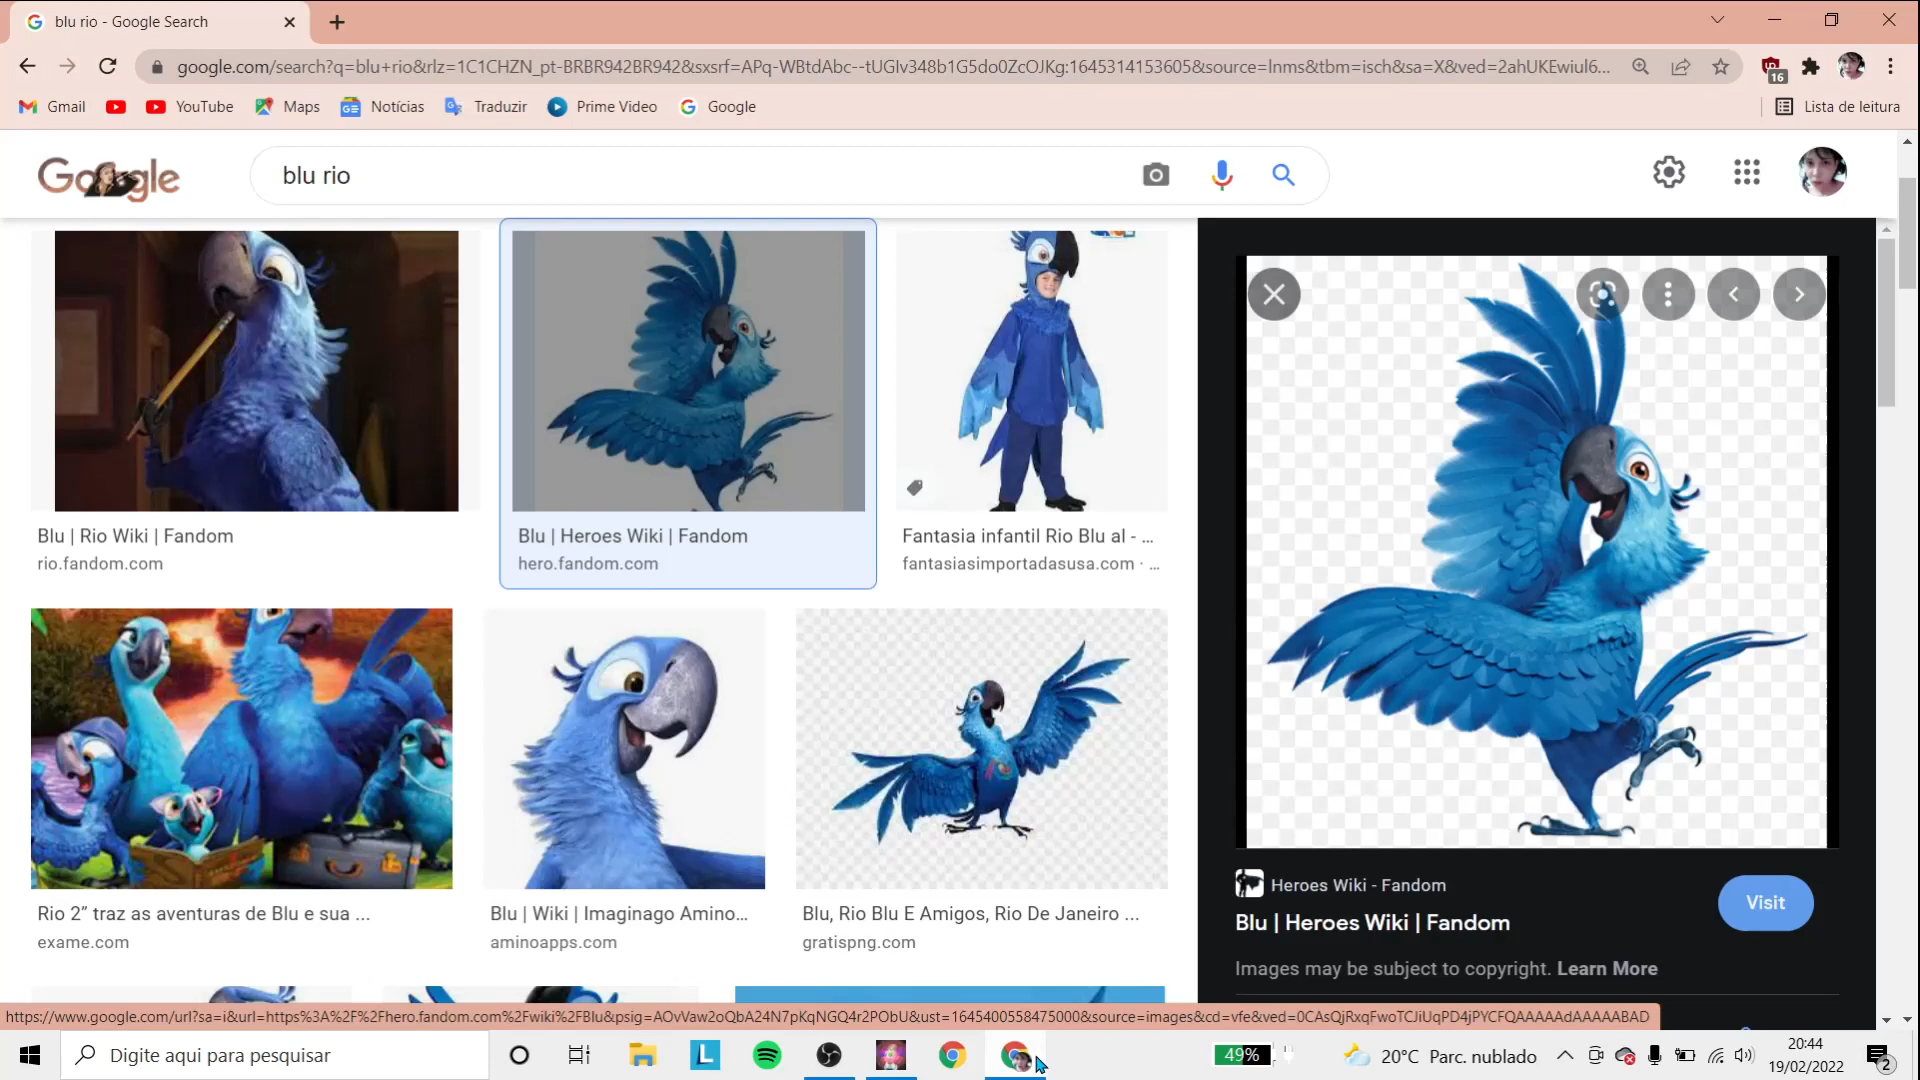 blu rio - Google Search
google.com/search?q=blu+rio&rlz=1C1CHZN_pt-BRBR942BR942&sxsrf=APq-WBtdAbc--tUGIv348b1G5do0ZcOJKg:1645314153605&source=lnms&tbm=isch&sa=X&ved=2ahUKEwiul6...
16
Gmail YouTube Maps Notícias Traduzir Prime Video Google Lista de leitura
Google
blu rio
Blu | Rio Wiki | Fandom
rio.fandom.com
Blu | Heroes Wiki | Fandom
hero.fandom.com
Fantasia infantil Rio Blu al - ...
fantasiasimportadasusa.com · ...
Rio 2” traz as aventuras de Blu e sua ...
exame.com
Blu | Wiki | Imaginago Amino...
aminoapps.com
Blu, Rio Blu E Amigos, Rio De Janeiro ...
gratispng.com
Heroes Wiki - Fandom
Blu | Heroes Wiki | Fandom
Visit
Images may be subject to copyright. Learn More
https://www.google.com/url?sa=i&url=https%3A%2F%2Fhero.fandom.com%2Fwiki%2FBlu&psig=AOvVaw2oQbA24N7pKqNGQ4r2PObU&ust=1645400558475000&source=images&cd=vfe&ved=0CAsQjRxqFwoTCJiUqPD4jPYCFQAAAAAdAAAAABAD
Digite aqui para pesquisar
L
49%
20°C Parc. nublado
20:44
19/02/2022
2